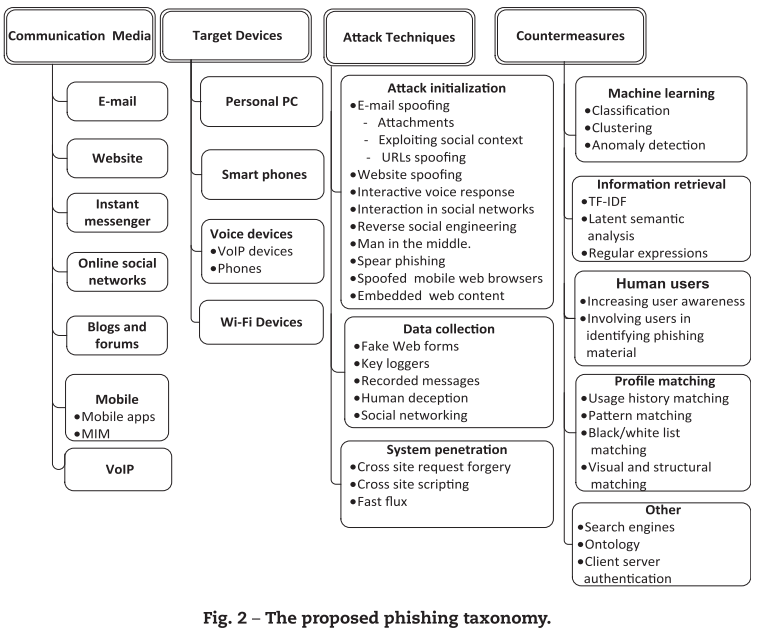 Communication Media
E-mail
Website
Instant
messenger
Online social
networks
Blogs and
forums
Mobile
●Mobile apps
●MIM
VoIP
Target Devices
Personal PC
Smart phones
Voice devices
●VoIP devices
●Phones
Wi-Fi Devices
Attack Techniques
Attack initialization
●E-mail spoofing
- Attachments
- Exploiting social context
- URLs spoofing
●Website spoofing
●Interactive voice response
●Interaction in social networks
●Reverse social engineering
●Man in the middle.
●Spear phishing
●Spoofed mobile web browsers
●Embedded web content
Data collection
●Fake Web forms
●Key loggers
●Recorded messages
●Human deception
●Social networking
System penetration
●Cross site request forgery
●Cross site scripting
●Fast flux
Countermeasures
Machine learning
●Classification
●Clustering
●Anomaly detection
Information retrieval
●TF-IDF
●Latent semantic
analysis
●Regular expressions
Human users
●Increasing user awareness
●Involving users in
identifying phishing
material
Profile matching
●Usage history matching
●Pattern matching
●Black/white list
matching
●Visual and structural
matching
Other
●Search engines
●Ontology
●Client server
authentication
Fig. 2 – The proposed phishing taxonomy.